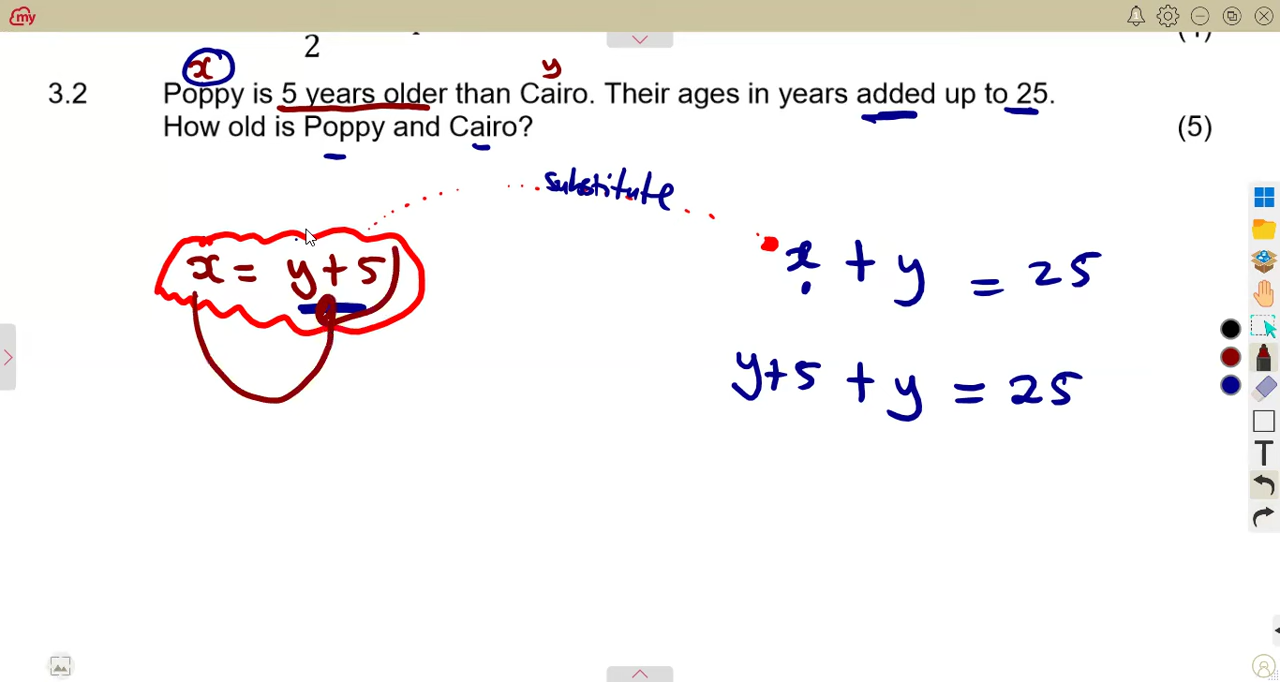 my
2
x
y
3.2 Poppy is 5 years older than Cairo. Their ages in years added up to 25.
How old is Poppy and Cairo? (5)
substitute
x = y + 5
x + y = 25
y + 5 + y = 25
T